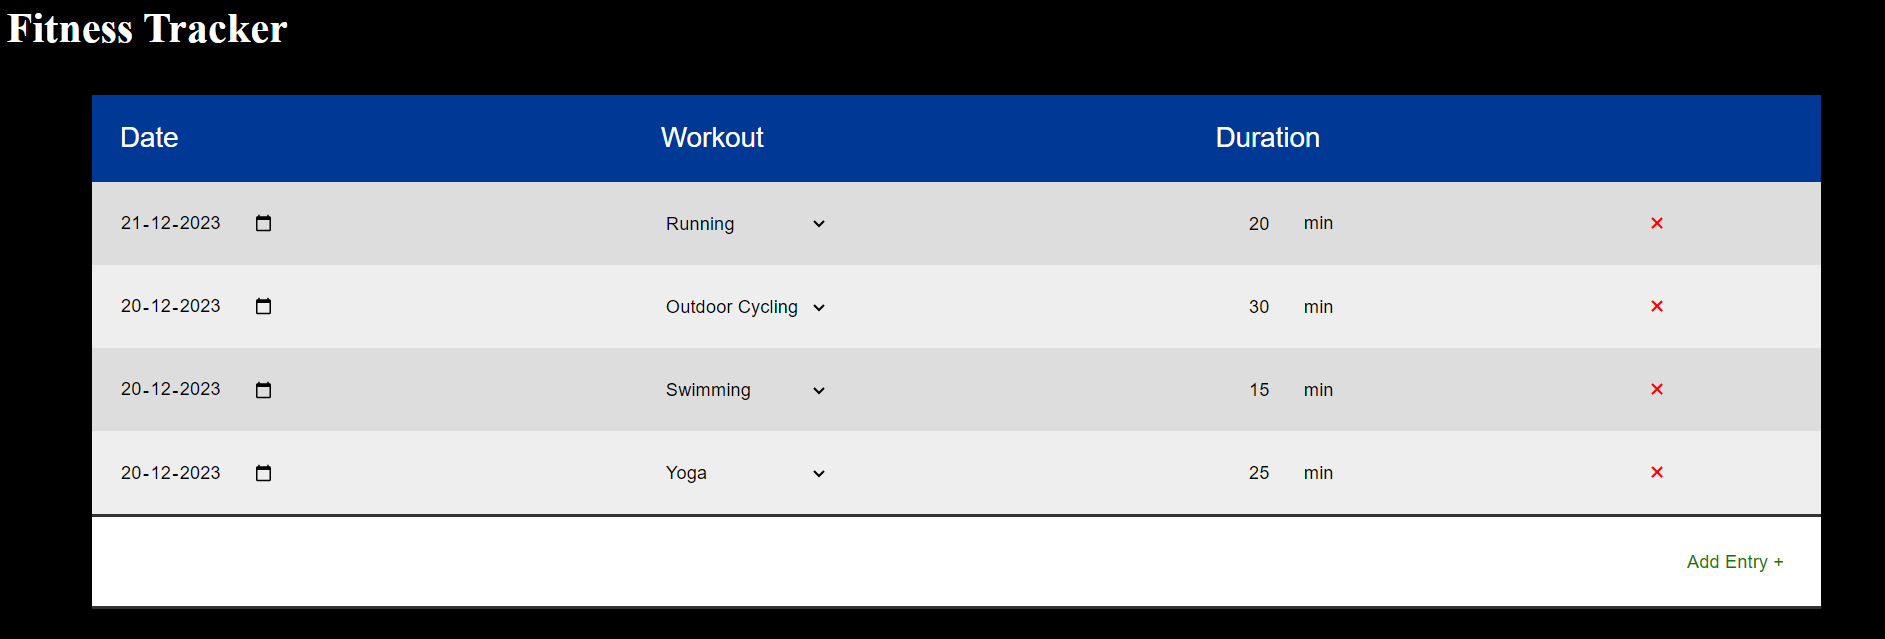 Fitness Tracker
Date Workout Duration
21-12-2023 Running 20 min ×
20-12-2023 Outdoor Cycling 30 min ×
20-12-2023 Swimming 15 min ×
20-12-2023 Yoga 25 min ×
Add Entry +